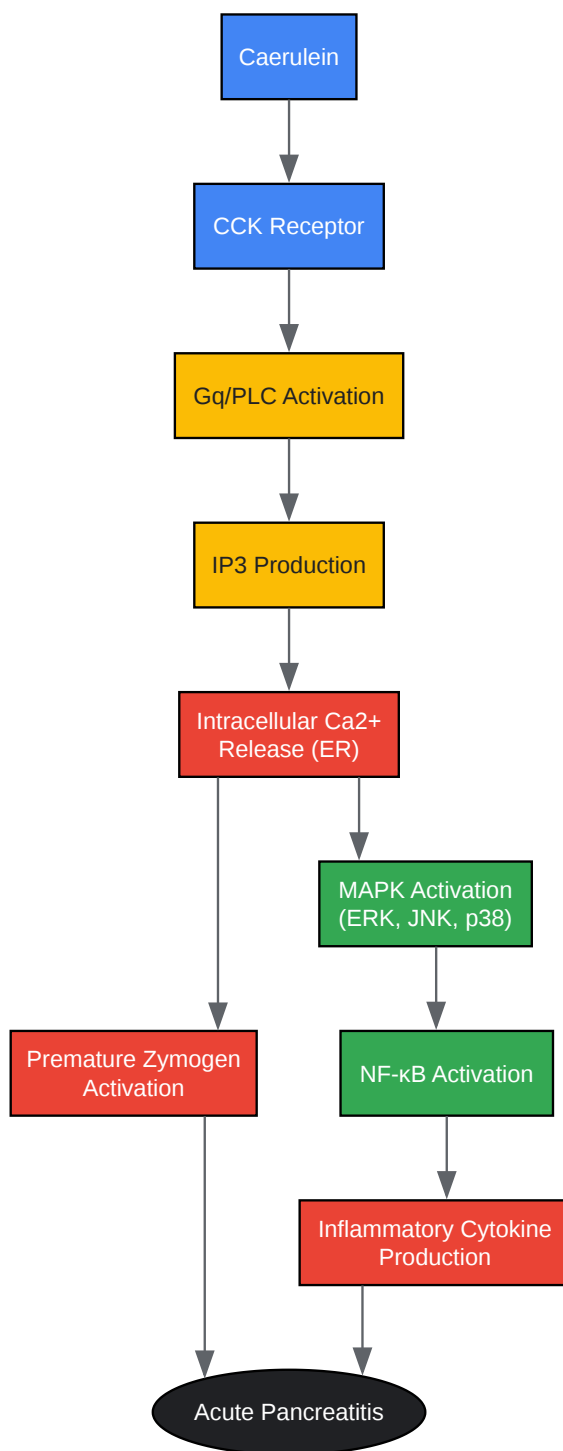 Caerulein
CCK Receptor
Gq/PLC Activation
IP3 Production
Intracellular Ca2+
Release (ER)
MAPK Activation
(ERK, JNK, p38)
Premature Zymogen
Activation
NF-κB Activation
Inflammatory Cytokine
Production
Acute Pancreatitis